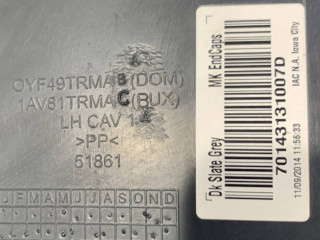 OYF49TRMAB(DOM)
1AV81TRMAC(BUX)
LH CAV 1
>PP<
51861
J F M A M J J A S O N D
Dk Slate Grey
MK EndCaps
70143131007D
IAC N.A. Iowa City
11/09/2014 11:56:33